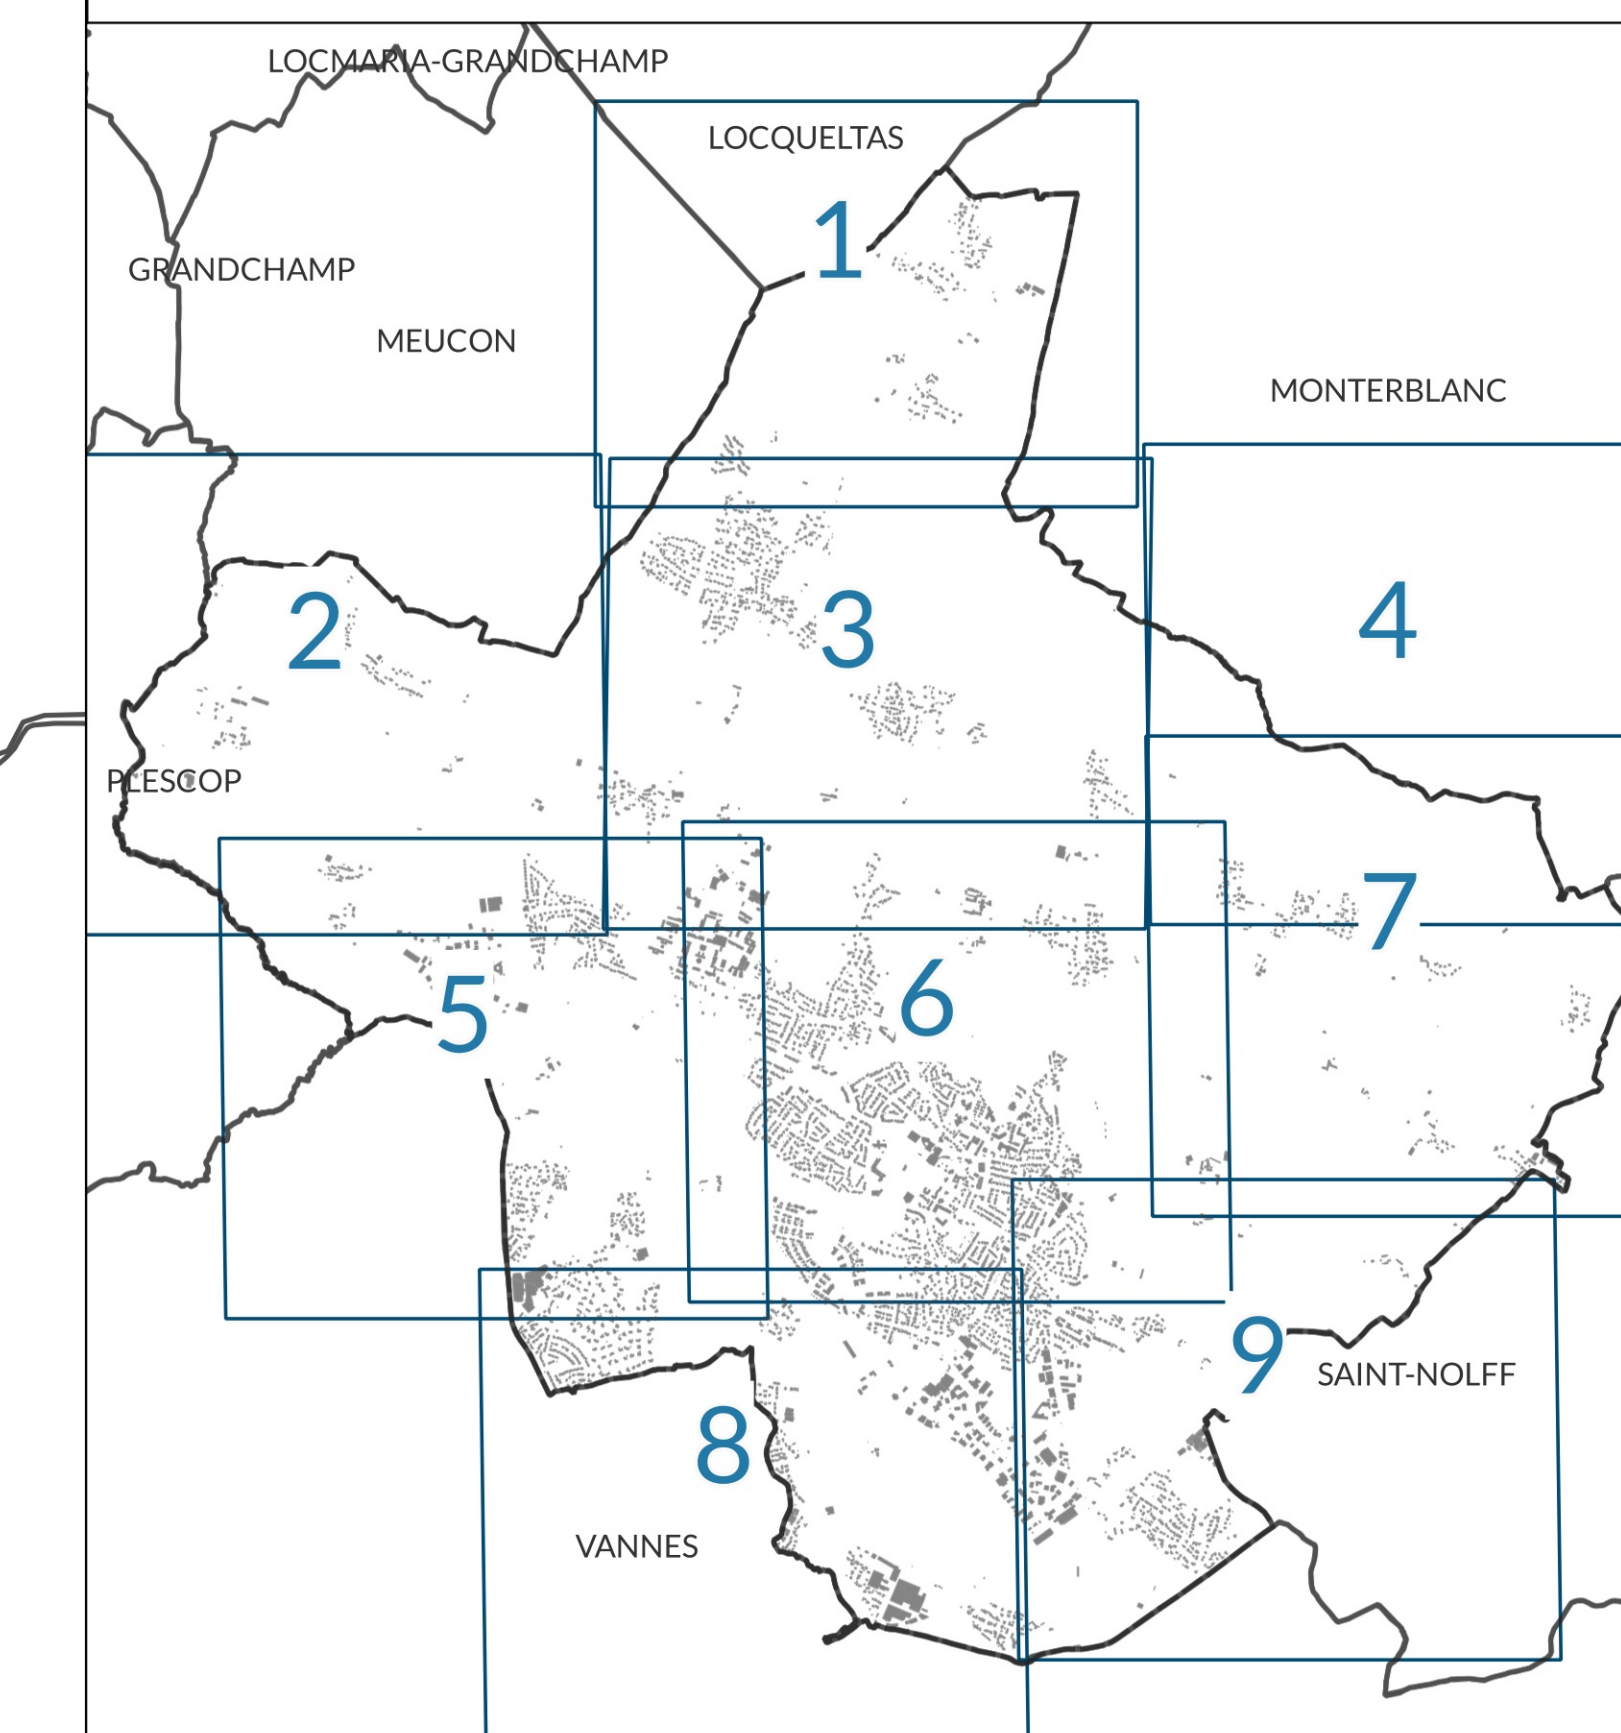 LOCMARIA-GRANDCHAMP
LOCQUELTAS
1
GRANDCHAMP
MEUCON
MONTERBLANC
2
3
4
PLESCOP
7
5
6
9
SAINT-NOLFF
8
VANNES